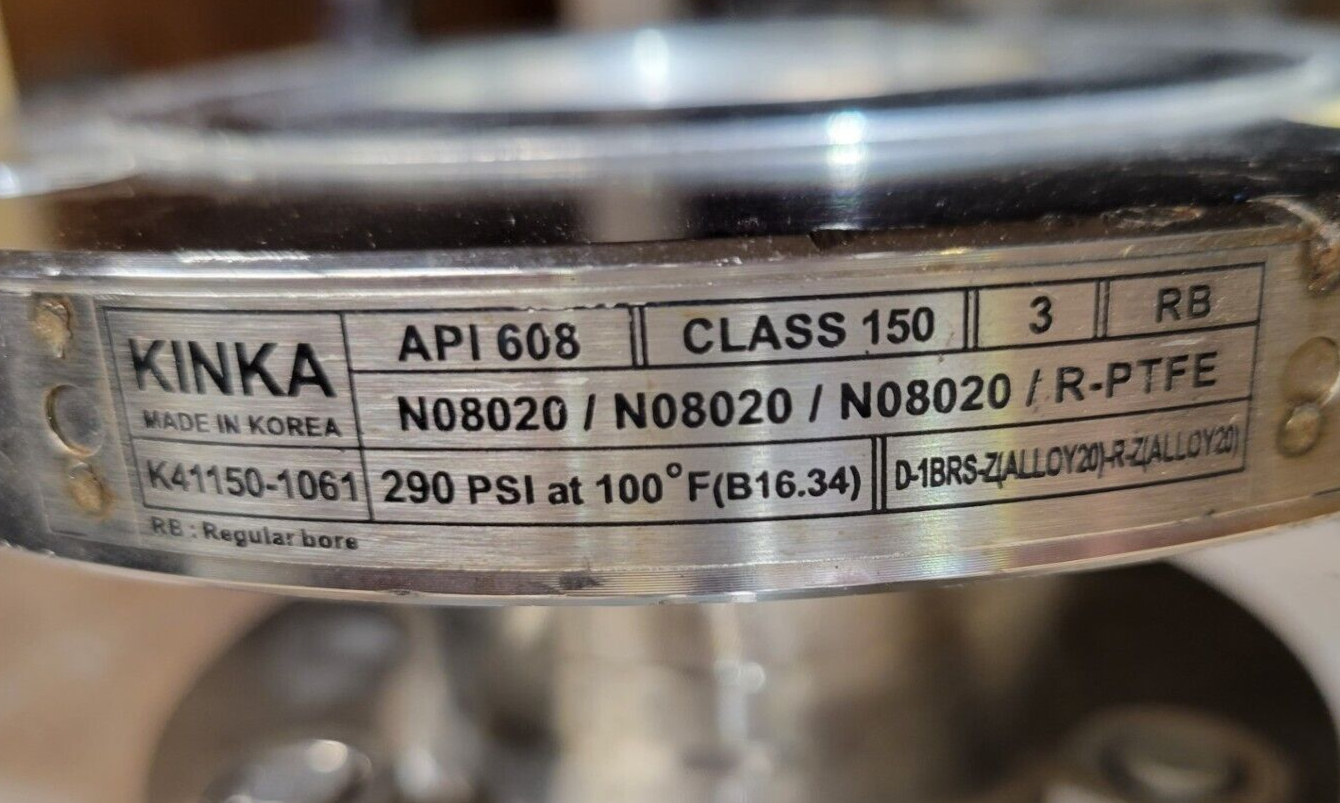 KINKA
MADE IN KOREA
API 608 CLASS 150 3 RB
N08020 / N08020 / N08020 / R-PTFE
K41150-1061 290 PSI at 100°F(B16.34) D-1BRS-Z(ALLOY20)-R-Z(ALLOY20)
RB : Regular bore